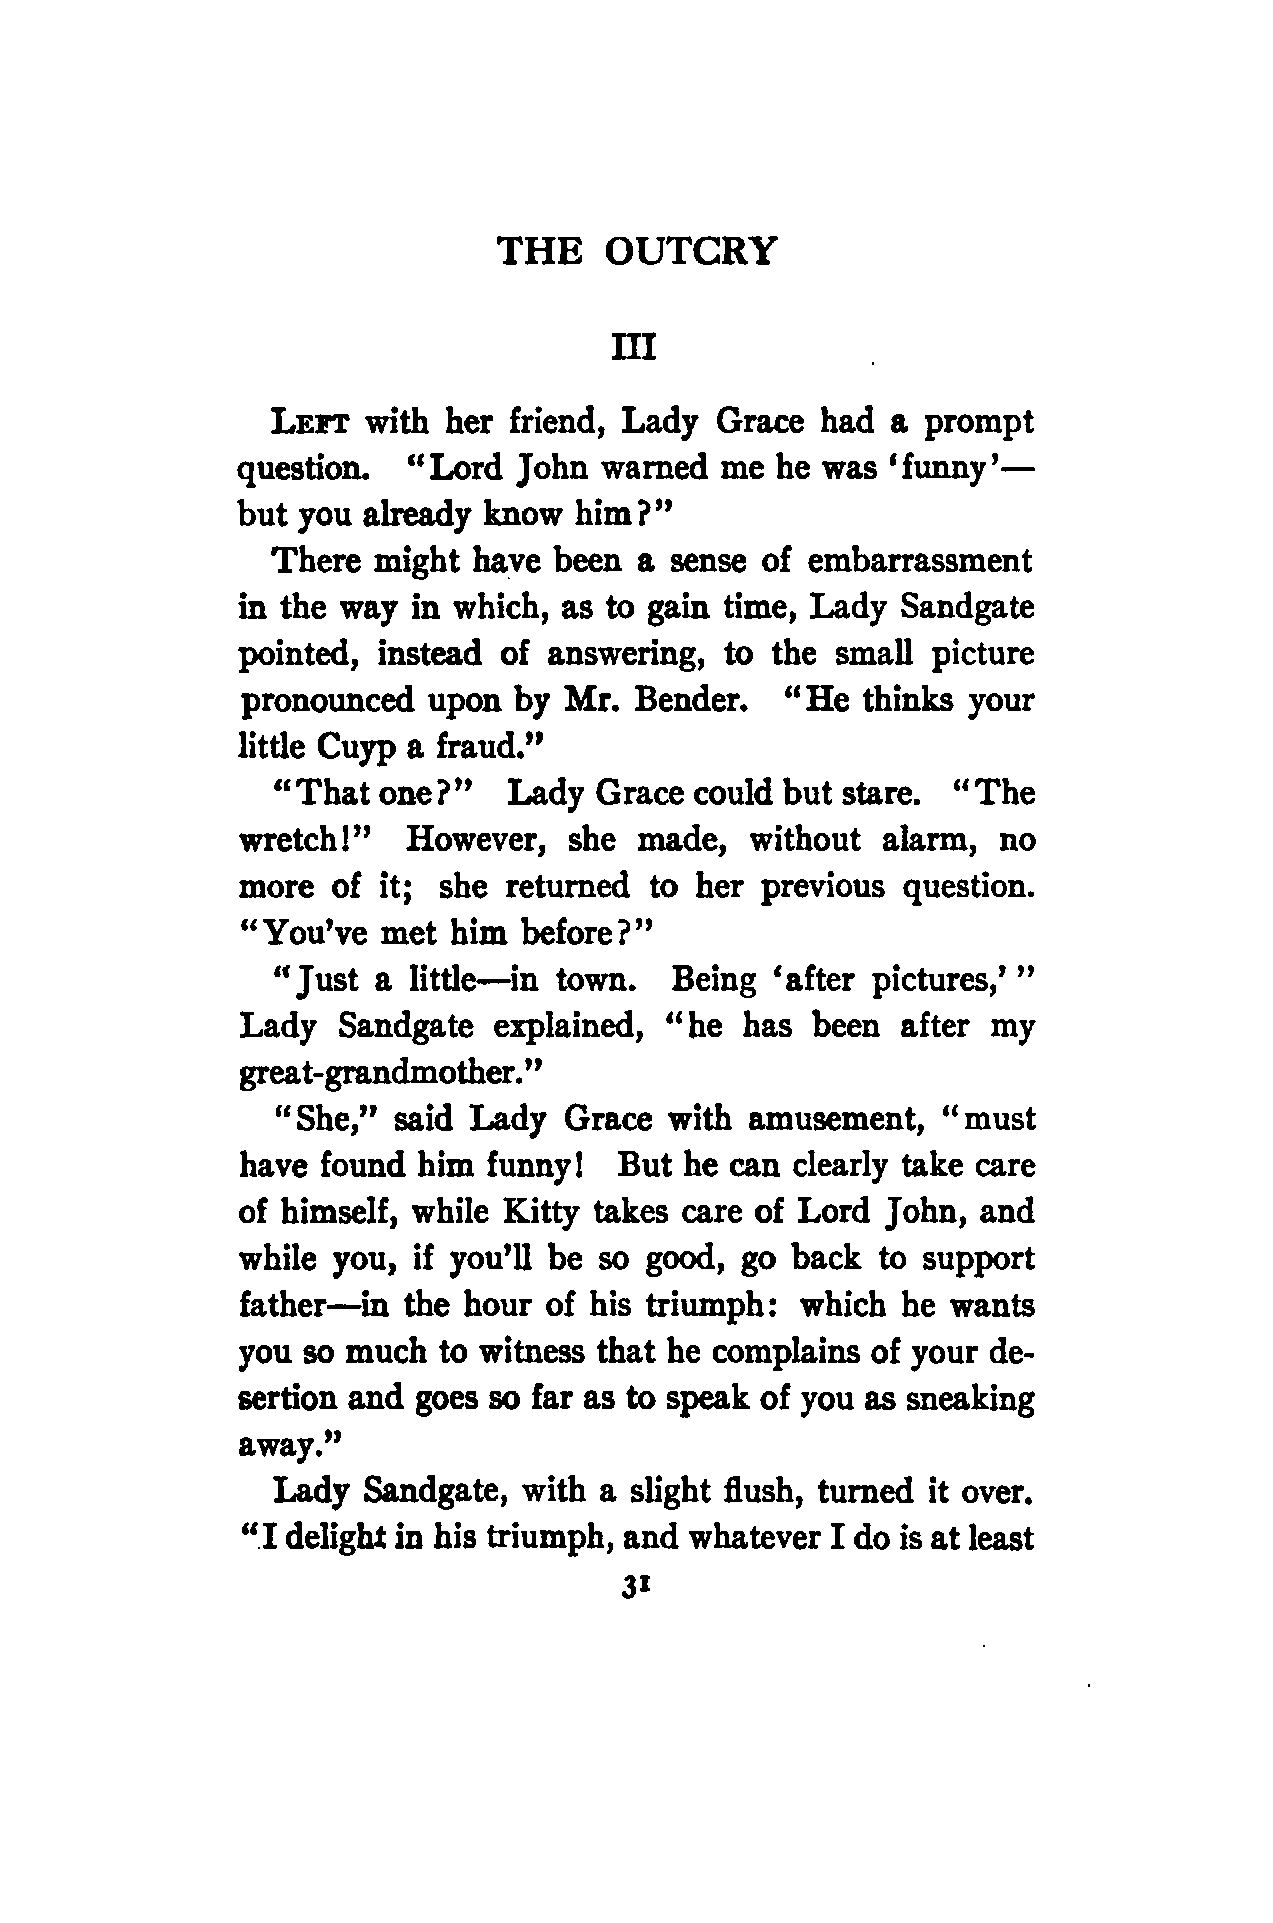 THE OUTCRY
III
LEFT with her friend, Lady Grace had a prompt
question. “Lord John warned me he was ‘funny’—
but you already know him?”
There might have been a sense of embarrassment
in the way in which, as to gain time, Lady Sandgate
pointed, instead of answering, to the small picture
pronounced upon by Mr. Bender. “He thinks your
little Cuyp a fraud.”
“That one?” Lady Grace could but stare. “The
wretch!” However, she made, without alarm, no
more of it; she returned to her previous question.
“You’ve met him before?”
“Just a little—in town. Being ‘after pictures,’ ”
Lady Sandgate explained, “he has been after my
great-grandmother.”
“She,” said Lady Grace with amusement, “must
have found him funny! But he can clearly take care
of himself, while Kitty takes care of Lord John, and
while you, if you’ll be so good, go back to support
father—in the hour of his triumph: which he wants
you so much to witness that he complains of your de-
sertion and goes so far as to speak of you as sneaking
away.”
Lady Sandgate, with a slight flush, turned it over.
“I delight in his triumph, and whatever I do is at least
31